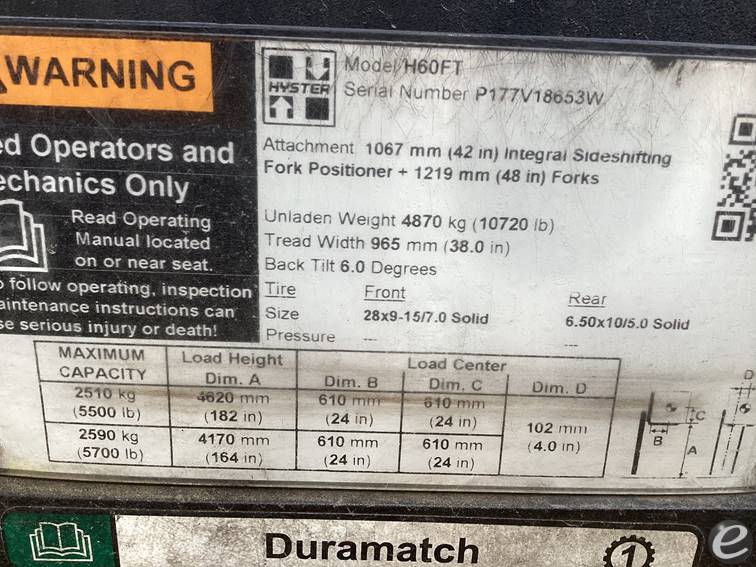 WARNING
ed Operators and
echanics Only
Read Operating
Manual located
on or near seat.
o follow operating, inspection
aintenance instructions can
se serious injury or death!
HYSTER
Model H60FT
Serial Number P177V18653W
Attachment 1067 mm (42 in) Integral Sideshifting
Fork Positioner + 1219 mm (48 in) Forks
Unladen Weight 4870 kg (10720 lb)
Tread Width 965 mm (38.0 in)
Back Tilt 6.0 Degrees
Tire Front Rear
Size 28x9-15/7.0 Solid 6.50x10/5.0 Solid
Pressure --- ---
MAXIMUM CAPACITY Load Height Dim. A Load Center
Dim. B Dim. C Dim. D
2510 kg 4620 mm 610 mm 610 mm
(5500 lb) (182 in) (24 in) (24 in)
102 mm
(4.0 in)
2590 kg 4170 mm 610 mm 610 mm
(5700 lb) (164 in) (24 in) (24 in)
D
C
B
A
Duramatch
1
e